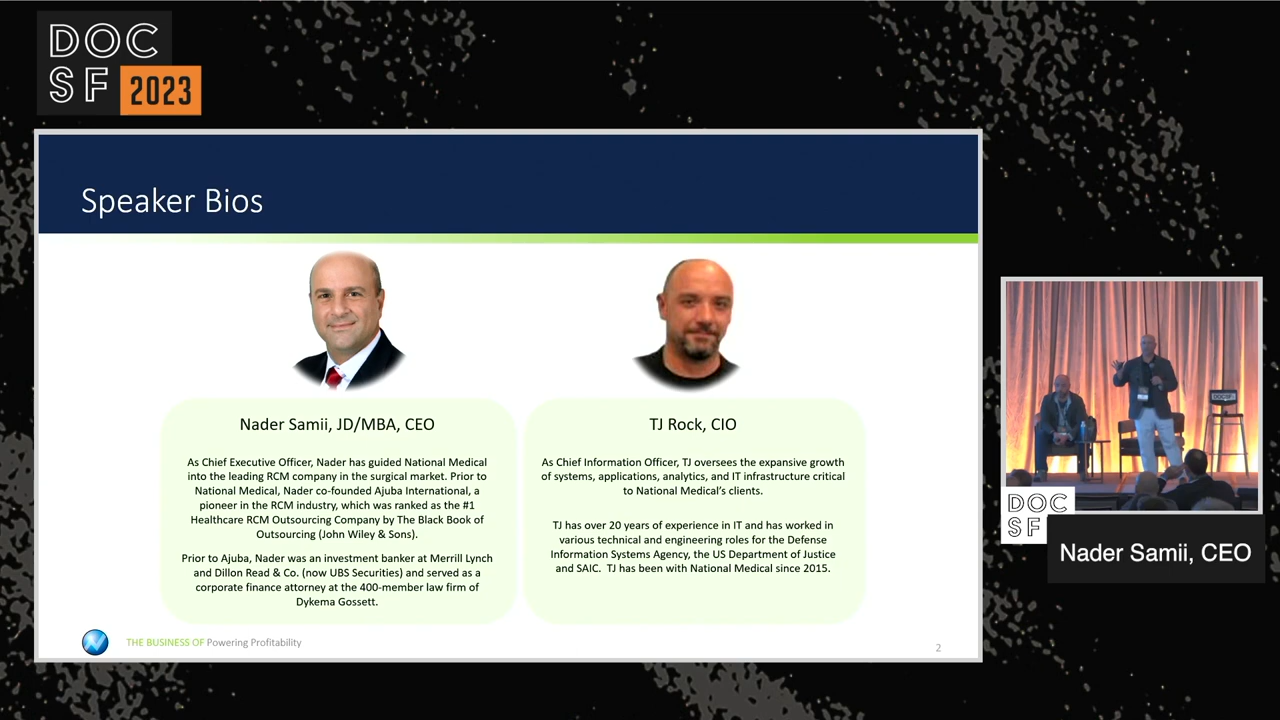 DOC
SF 2023
Speaker Bios
Nader Samii, JD/MBA, CEO
As Chief Executive Officer, Nader has guided National Medical
into the leading RCM company in the surgical market. Prior to
National Medical, Nader co-founded Ajuba International, a
pioneer in the RCM industry, which was ranked as the #1
Healthcare RCM Outsourcing Company by The Black Book of
Outsourcing (John Wiley & Sons).
Prior to Ajuba, Nader was an investment banker at Merrill Lynch
and Dillon Read & Co. (now UBS Securities) and served as a
corporate finance attorney at the 400-member law firm of
Dykema Gossett.
TJ Rock, CIO
As Chief Information Officer, TJ oversees the expansive growth
of systems, applications, analytics, and IT infrastructure critical
to National Medical's clients.
TJ has over 20 years of experience in IT and has worked in
various technical and engineering roles for the Defense
Information Systems Agency, the US Department of Justice
and SAIC. TJ has been with National Medical since 2015.
THE BUSINESS OF Powering Profitability
2
DOC
SF
Nader Samii, CEO